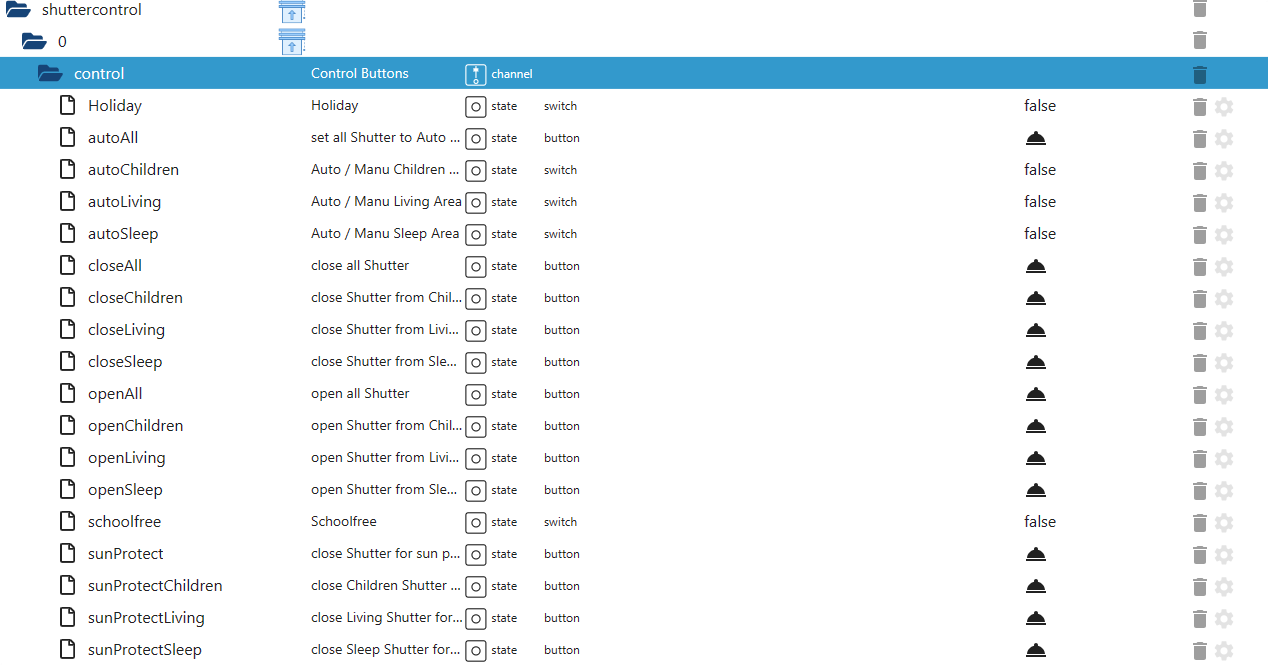 shuttercontrol
0
control Control Buttons channel
Holiday Holiday state switch false
autoAll set all Shutter to Auto ... state button
autoChildren Auto / Manu Children ... state switch false
autoLiving Auto / Manu Living Area state switch false
autoSleep Auto / Manu Sleep Area state switch false
closeAll close all Shutter state button
closeChildren close Shutter from Chil... state button
closeLiving close Shutter from Livi... state button
closeSleep close Shutter from Sle... state button
openAll open all Shutter state button
openChildren open Shutter from Chil... state button
openLiving open Shutter from Livi... state button
openSleep open Shutter from Sle... state button
schoolfree Schoolfree state switch false
sunProtect close Shutter for sun p... state button
sunProtectChildren close Children Shutter ... state button
sunProtectLiving close Living Shutter for... state button
sunProtectSleep close Sleep Shutter for... state button